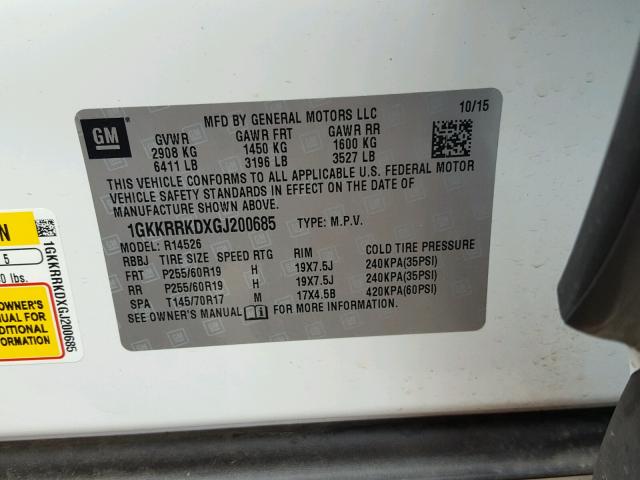 GM
MFD BY GENERAL MOTORS LLC
10/15
GVWR GAWR FRT GAWR RR
2908 KG 1450 KG 1600 KG
6411 LB 3196 LB 3527 LB
THIS VEHICLE CONFORMS TO ALL APPLICABLE U.S. FEDERAL MOTOR
VEHICLE SAFETY STANDARDS IN EFFECT ON THE DATE OF
MANUFACTURE SHOWN ABOVE.
1GKKRRKDXGJ200685 TYPE: M.P.V.
MODEL: R14526
RBBJ TIRE SIZE SPEED RTG RIM COLD TIRE PRESSURE
FRT P255/60R19 H 19X7.5J 240KPA(35PSI)
RR P255/60R19 H 19X7.5J 240KPA(35PSI)
SPA T145/70R17 M 17X4.5B 420KPA(60PSI)
SEE OWNER'S MANUAL i FOR MORE INFORMATION
N
5
0 lbs.
OWNER'S
NUAL FOR
DITIONAL
ORMATION
1GKKRRKDXGJ200685